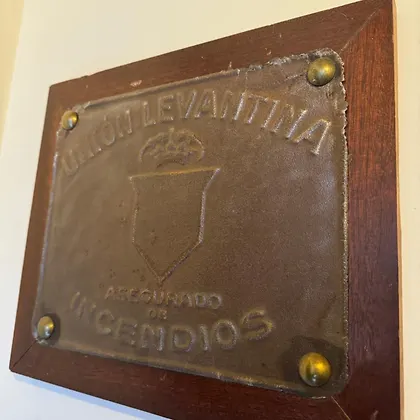 UNIÓN LEVANTINA
ASEGURADO
DE
INCENDIOS